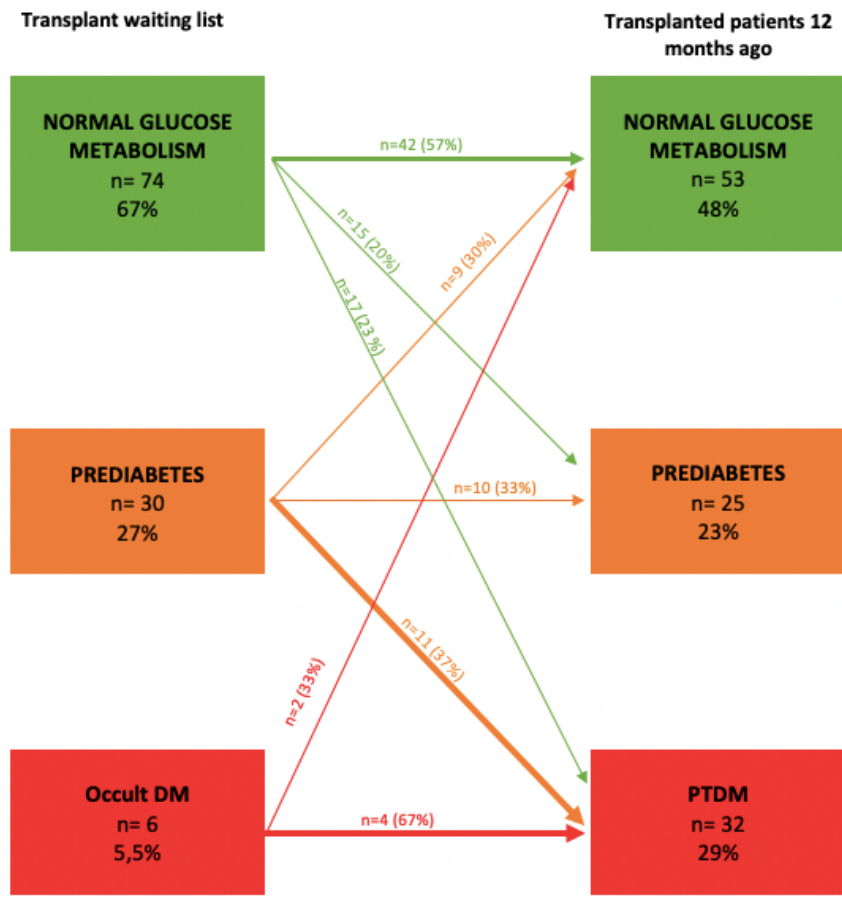 Transplant waiting list
Transplanted patients 12
months ago
NORMAL GLUCOSE
METABOLISM
n= 74
67%
n=42 (57%)
n=15 (20%)
n=17 (23 %)
n=9 (30%)
NORMAL GLUCOSE
METABOLISM
n= 53
48%
PREDIABETES
n= 30
27%
n=10 (33%)
n=11 (37%)
PREDIABETES
n= 25
23%
Occult DM
n= 6
5,5%
n=2 (33%)
n=4 (67%)
PTDM
n= 32
29%